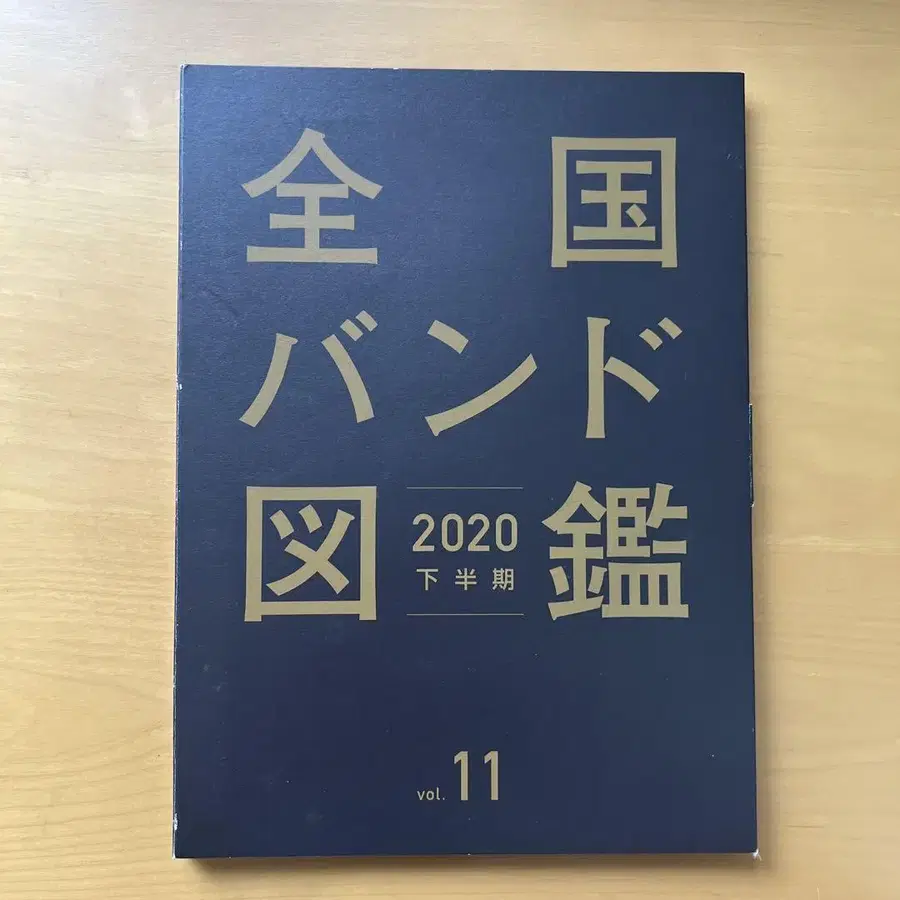 全国
バンド
図鑑
2020
下半期
vol. 11